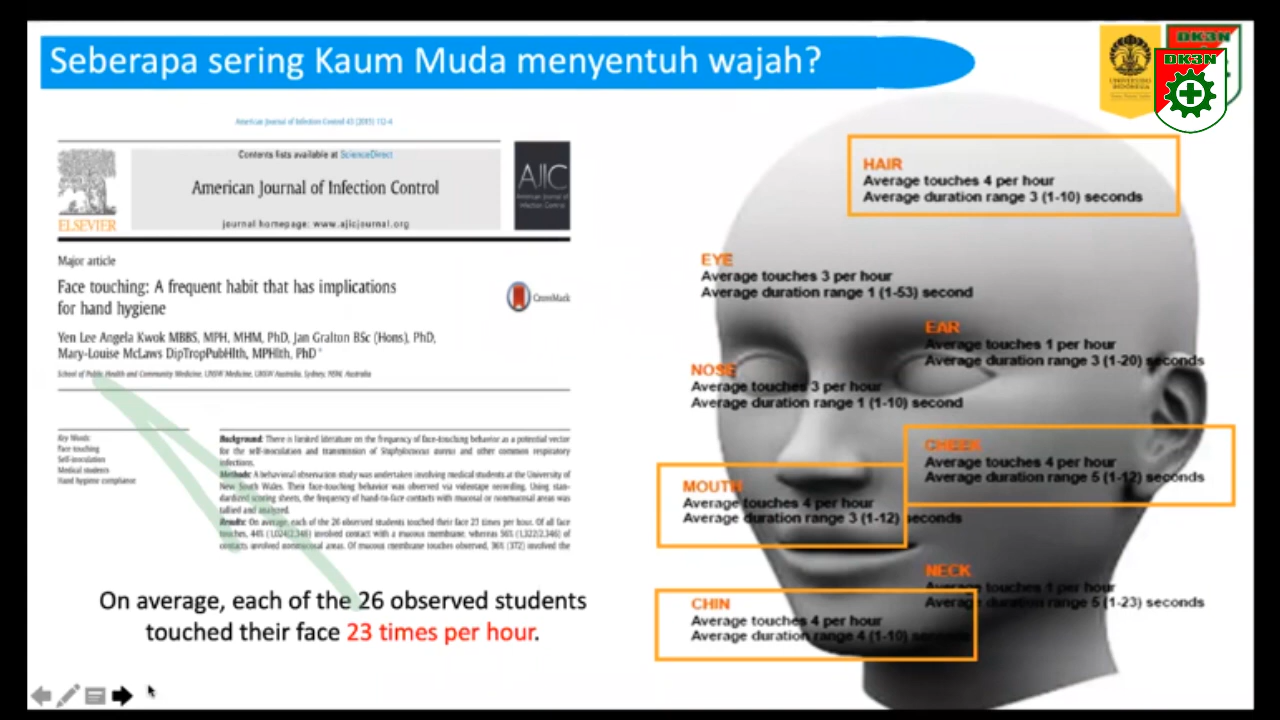 Seberapa sering Kaum Muda menyentuh wajah?
UNIVERSITAS INDONESIA
DK3N
DK3N
American Journal of Infection Control 43 (2015) 112-4
Contents lists available at ScienceDirect
American Journal of Infection Control
journal homepage: www.ajicjournal.org
ELSEVIER
AJIC
American Journal of
Infection Control
Major article
Face touching: A frequent habit that has implications
for hand hygiene
CrossMark
Yen Lee Angela Kwok MBBS, MPH, MHM, PhD, Jan Gralton BSc (Hons), PhD,
Mary-Louise McLaws DipTropPubHlth, MPHlth, PhD *
School of Public Health and Community Medicine, UNSW Medicine, UNSW Australia, Sydney, NSW, Australia
Key Words:
Face touching
Self-inoculation
Medical students
Hand hygiene compliance
Background: There is limited literature on the frequency of face-touching behavior as a potential vector
for the self-inoculation and transmission of Staphylococcus aureus and other common respiratory
infections.
Methods: A behavioral observation study was undertaken involving medical students at the University of
New South Wales. Their face-touching behavior was observed via videotape recording. Using stan-
dardized scoring sheets, the frequency of hand-to-face contacts with mucosal or nonmucosal areas was
tallied and analyzed.
Results: On average, each of the 26 observed students touched their face 23 times per hour. Of all face
touches, 44% (1,024/2,346) involved contact with a mucous membrane, whereas 56% (1,322/2,346) of
contacts involved nonmucosal areas. Of mucous membrane touches observed, 36% (372) involved the
On average, each of the 26 observed students
touched their face 23 times per hour.
HAIR
Average touches 4 per hour
Average duration range 3 (1-10) seconds
EYE
Average touches 3 per hour
Average duration range 1 (1-53) second
EAR
Average touches 1 per hour
Average duration range 3 (1-20) seconds
NOSE
Average touches 3 per hour
Average duration range 1 (1-10) second
CHEEK
Average touches 4 per hour
Average duration range 5 (1-12) seconds
MOUTH
Average touches 4 per hour
Average duration range 3 (1-12) seconds
NECK
Average touches 1 per hour
Average duration range 5 (1-23) seconds
CHIN
Average touches 4 per hour
Average duration range 4 (1-10) seconds